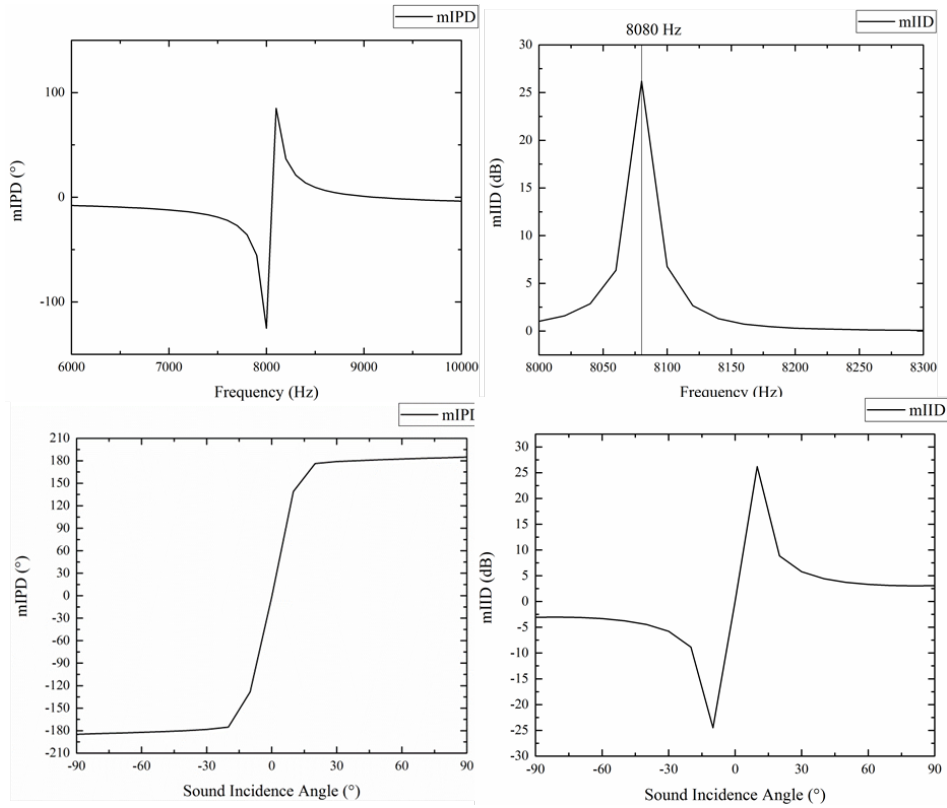 mIPD
100
0
-100
mIPD (°)
6000 7000 8000 9000 10000
Frequency (Hz)
8080 Hz
mIID
30
25
20
15
10
5
0
mIID (dB)
8000 8050 8100 8150 8200 8250 8300
Frequency (Hz)
mIPD
210
180
150
120
90
60
30
0
-30
-60
-90
-120
-150
-180
-210
mIPD (°)
-90 -60 -30 0 30 60 90
Sound Incidence Angle (°)
mIID
30
25
20
15
10
5
0
-5
-10
-15
-20
-25
-30
mIID (dB)
-90 -60 -30 0 30 60 90
Sound Incidence Angle (°)